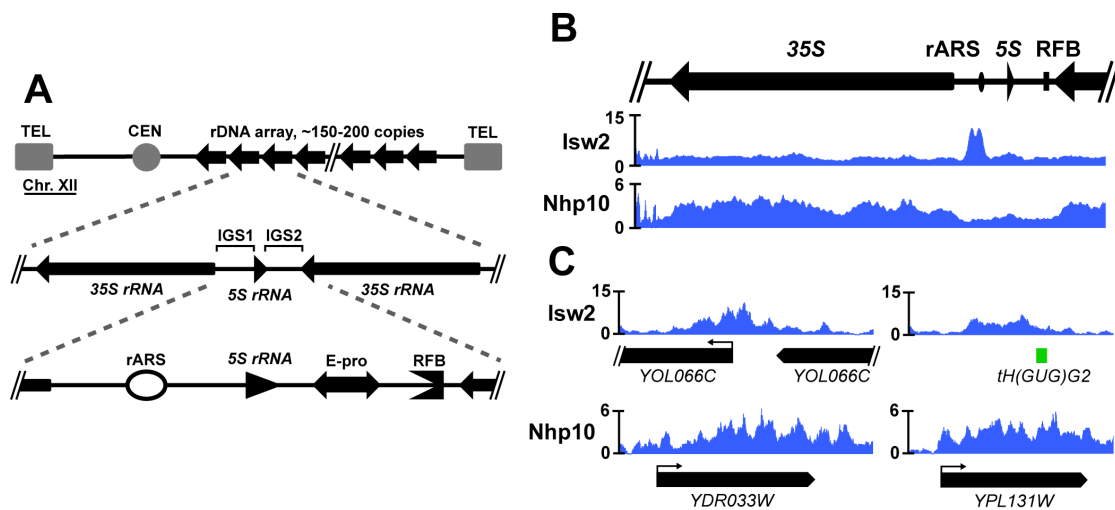 A
TEL
CEN
rDNA array, ~150-200 copies
TEL
Chr. XII
IGS1
IGS2
35S rRNA
5S rRNA
35S rRNA
rARS
5S rRNA
E-pro
RFB
B
35S
rARS
5S
RFB
15
Isw2
0
6
Nhp10
0
C
15
Isw2
0
15
0
YOL066C
YOL066C
tH(GUG)G2
6
Nhp10
0
6
0
YDR033W
YPL131W